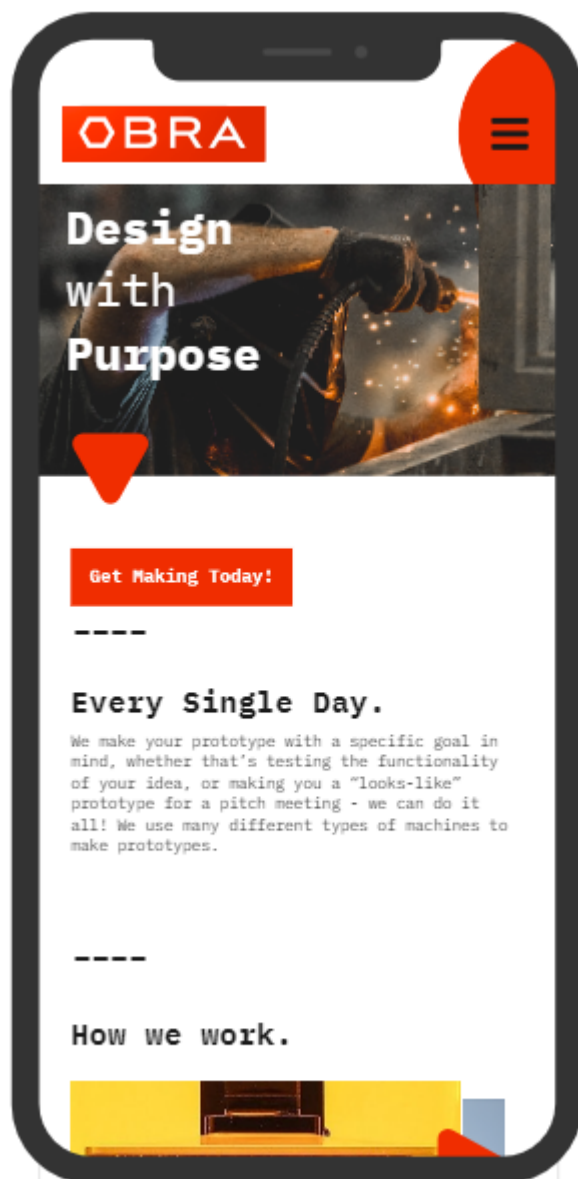 OBRA
Design
with
Purpose
Get Making Today!
----
Every Single Day.
We make your prototype with a specific goal in
mind, whether that's testing the functionality
of your idea, or making you a “looks-like”
prototype for a pitch meeting - we can do it
all! We use many different types of machines to
make prototypes.
----
How we work.